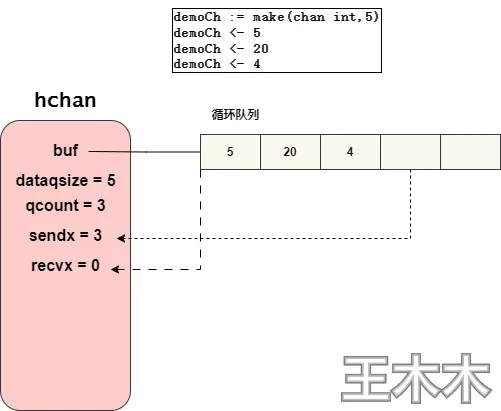 demoCh := make(chan int,5)
demoCh <- 5
demoCh <- 20
demoCh <- 4
hchan
循环队列
buf
5 20 4
dataqsize = 5
qcount = 3
sendx = 3
recvx = 0
王木木